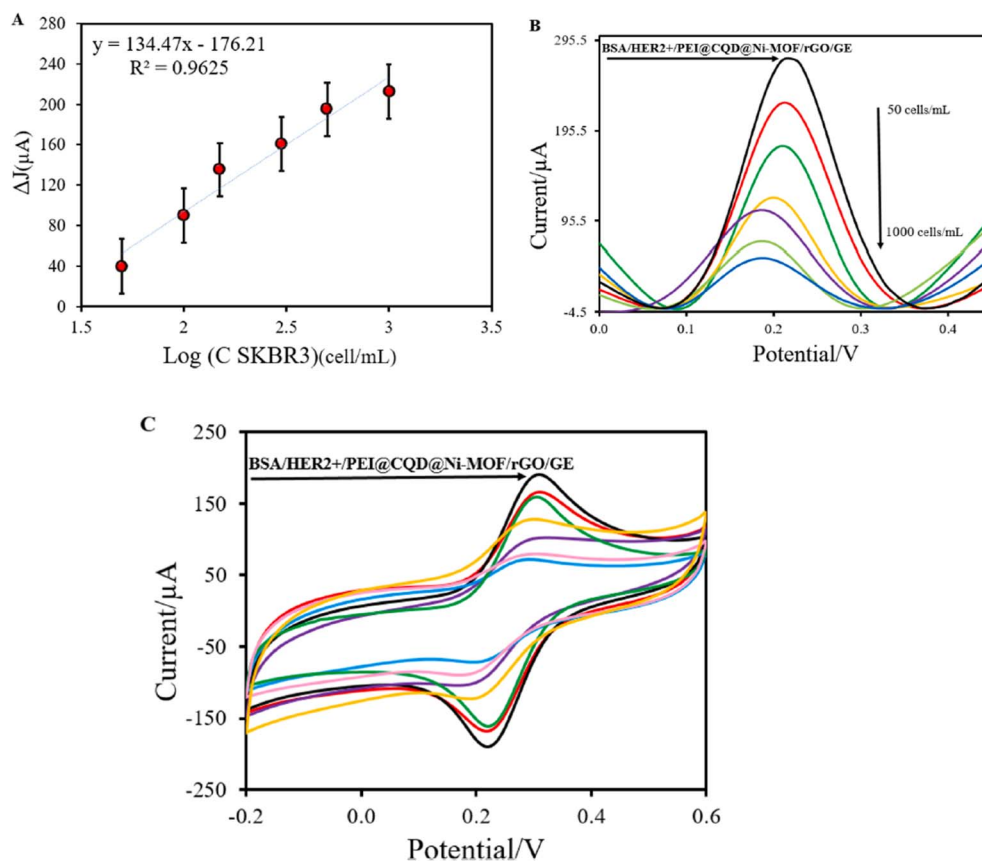 A
280
240
200
160
120
80
40
0
y = 134.47x - 176.21
R² = 0.9625
ΔJ(µA)
1.5 2 2.5 3 3.5
Log (C SKBR3)(cell/mL)
B
295.5
195.5
95.5
-4.5
BSA/HER2+/PEI@CQD@Ni-MOF/rGO/GE
50 cells/mL
1000 cells/mL
Current/µA
0.0 0.1 0.2 0.3 0.4
Potential/V
C
250
150
50
-50
-150
-250
BSA/HER2+/PEI@CQD@Ni-MOF/rGO/GE
Current/µA
-0.2 0.0 0.2 0.4 0.6
Potential/V